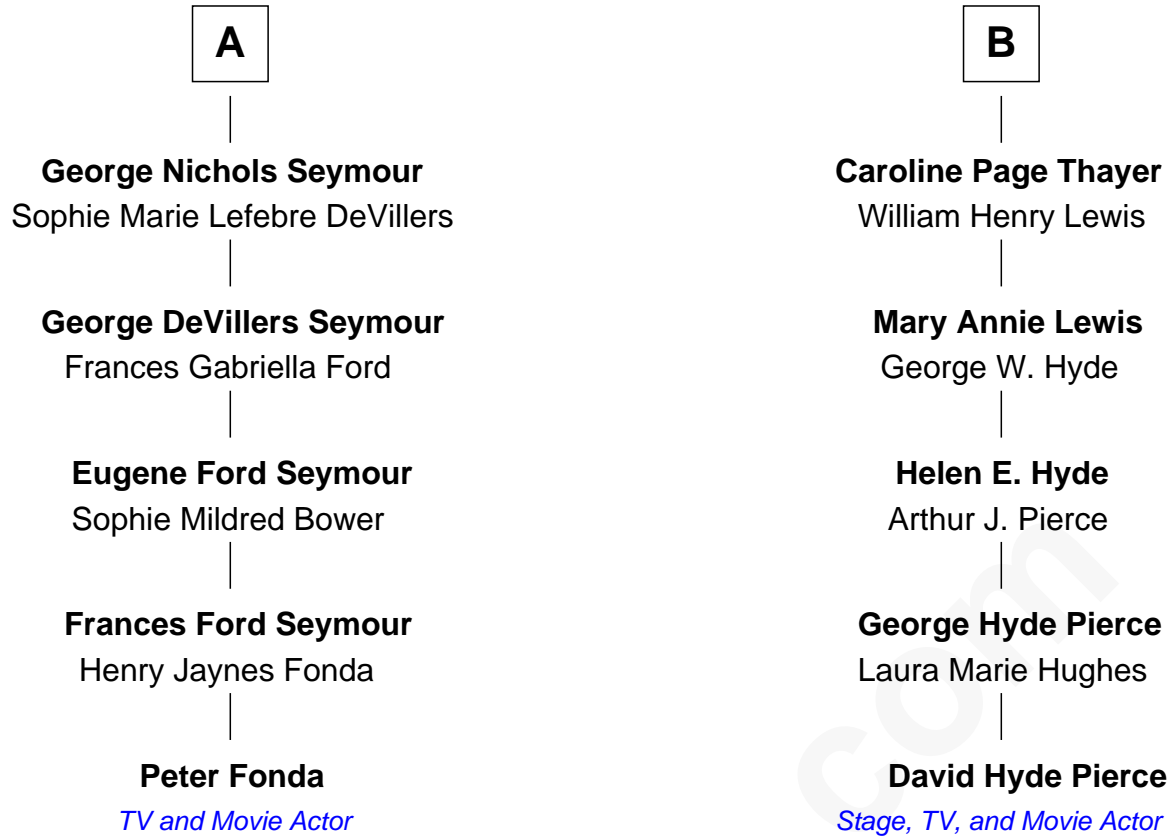 A
George Nichols Seymour
Sophie Marie Lefebre DeVillers
George DeVillers Seymour
Frances Gabriella Ford
Eugene Ford Seymour
Sophie Mildred Bower
Frances Ford Seymour
Henry Jaynes Fonda
Peter Fonda
TV and Movie Actor
B
Caroline Page Thayer
William Henry Lewis
Mary Annie Lewis
George W. Hyde
Helen E. Hyde
Arthur J. Pierce
George Hyde Pierce
Laura Marie Hughes
David Hyde Pierce
Stage, TV, and Movie Actor
com